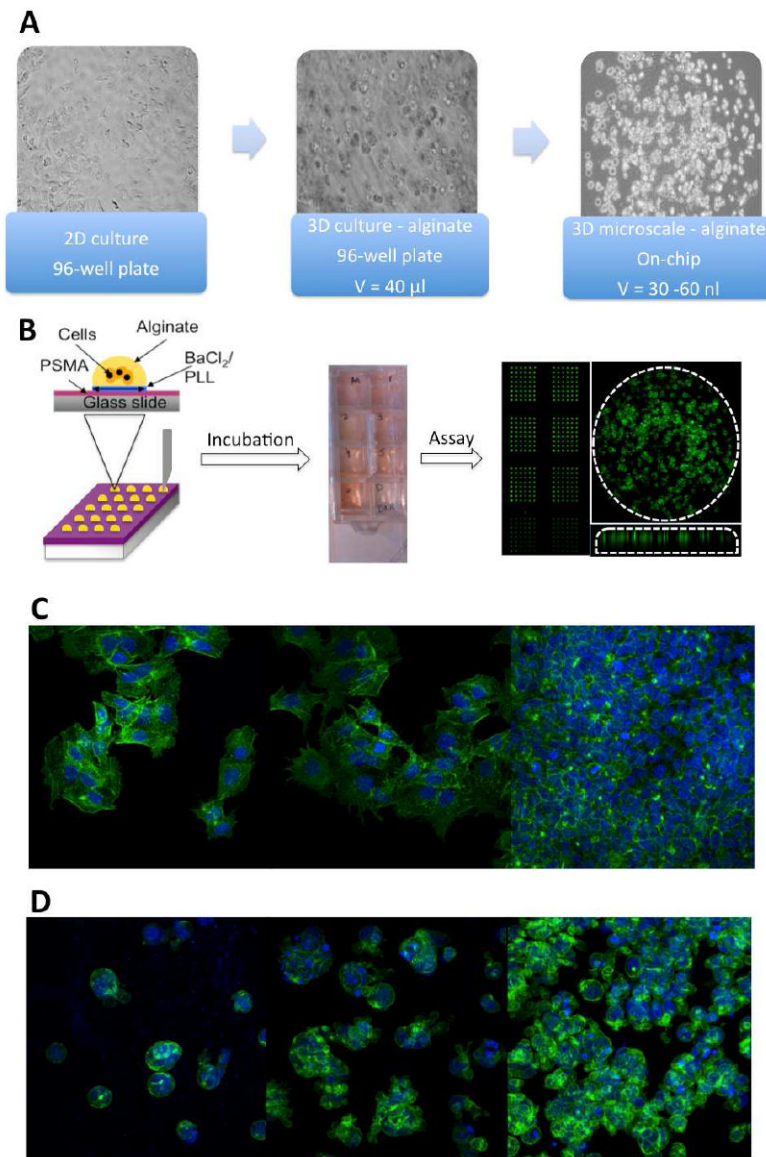 A
2D culture
96-well plate
3D culture - alginate
96-well plate
V = 40 µl
3D microscale - alginate
On-chip
V = 30 -60 nl
B
Cells
Alginate
PSMA
BaCl₂/
PLL
Glass slide
Incubation
Assay
C
D